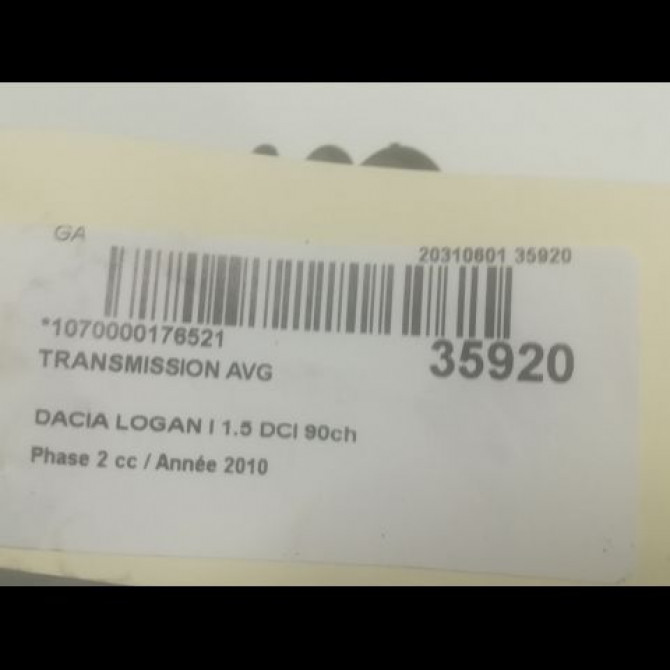 GA
20310601 35920
*1070000176521
35920
TRANSMISSION AVG
DACIA LOGAN I 1.5 DCI 90ch
Phase 2 cc / Année 2010